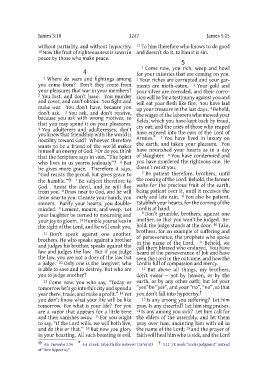 James 3:18
1247
James 5:15
without partiality, and without hypocrisy.
18 Now the fruit of righteousness is sown in
peace by those who make peace.
4
1 Where do wars and fightings among
you come from? Don't they come from
your pleasures that war in your members?
2 You lust, and don't have. You murder
and covet, and can't obtain. You fight and
make war. You don't have, because you
don't ask. 3 You ask, and don't receive,
because you ask with wrong motives, so
that you may spend it on your pleasures.
4 You adulterers and adulteresses, don't
you know that friendship with the world is
hostility toward God? Whoever therefore
wants to be a friend of the world makes
himself an enemy of God. 5 Or do you think
that the Scripture says in vain, "The Spirit
who lives in us yearns jealously"? 6 But
he gives more grace. Therefore it says,
"God resists the proud, but gives grace to
the humble." 7 Be subject therefore to
God. Resist the devil, and he will flee
from you. 8 Draw near to God, and he will
draw near to you. Cleanse your hands, you
sinners. Purify your hearts, you double-
minded. 9 Lament, mourn, and weep. Let
your laughter be turned to mourning and
your joy to gloom. 10 Humble yourselves in
the sight of the Lord, and he will exalt you.
11 Don't speak against one another,
brothers. He who speaks against a brother
and judges his brother, speaks against the
law and judges the law. But if you judge
the law, you are not a doer of the law but
a judge. 12 Only one is the lawgiver, who
is able to save and to destroy. But who are
you to judge another?
13 Come now, you who say, "Today or
tomorrow let's go into this city and spend a
year there, trade, and make a profit." 14 Yet
you don't know what your life will be like
tomorrow. For what is your life? For you
are a vapor that appears for a little time
and then vanishes away. 15 For you ought
to say, "If the Lord wills, we will both live,
and do this or that." 16 But now you glory
in your boasting. All such boasting is evil.
17 To him therefore who knows to do good
and doesn't do it, to him it is sin.
5
1 Come now, you rich, weep and howl
for your miseries that are coming on you.
2 Your riches are corrupted and your gar-
ments are moth-eaten. 3 Your gold and
your silver are corroded, and their corro-
sion will be for a testimony against you and
will eat your flesh like fire. You have laid
up your treasure in the last days. 4 Behold,
the wages of the laborers who mowed your
fields, which you have kept back by fraud,
cry out; and the cries of those who reaped
have entered into the ears of the Lord of
Armies. 5 You have lived in luxury on
the earth, and taken your pleasure. You
have nourished your hearts as in a day
of slaughter. 6 You have condemned and
you have murdered the righteous one. He
doesn't resist you.
7 Be patient therefore, brothers, until
the coming of the Lord. Behold, the farmer
waits for the precious fruit of the earth,
being patient over it, until it receives the
early and late rain. 8 You also be patient.
Establish your hearts, for the coming of the
Lord is at hand.
9 Don't grumble, brothers, against one
another, so that you won't be judged. Be-
hold, the judge stands at the door. 10 Take,
brothers, for an example of suffering and
of perseverance, the prophets who spoke
in the name of the Lord. 11 Behold, we
call them blessed who endured. You have
heard of the perseverance of Job and have
seen the Lord in the outcome, and how the
Lord is full of compassion and mercy.
12 But above all things, my brothers,
don't swear— not by heaven, or by the
earth, or by any other oath; but let your
"yes" be "yes", and your "no", "no", so that
you don't fall into hypocrisy.
13 Is any among you suffering? Let him
pray. Is any cheerful? Let him sing praises.
14 Is any among you sick? Let him call for
the elders of the assembly, and let them
pray over him, anointing him with oil in
the name of the Lord; 15 and the prayer of
faith will heal him who is sick, and the Lord